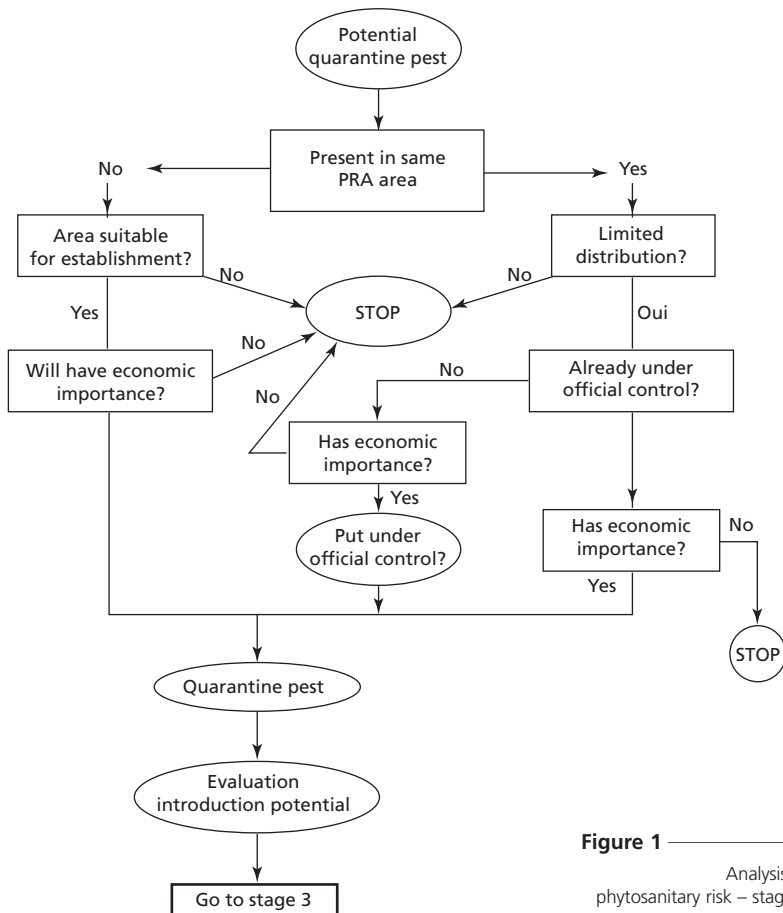 Potential
quarantine pest
Present in same
PRA area
No
Yes
Area suitable
for establishment?
Limited
distribution?
No
No
STOP
Yes
Oui
No
Will have economic
importance?
No
Already under
official control?
No
Has economic
importance?
Yes
Put under
official control?
Has economic
importance?
No
Yes
STOP
Quarantine pest
Evaluation
introduction potential
Figure 1
Analysis
phytosanitary risk – stag
Go to stage 3